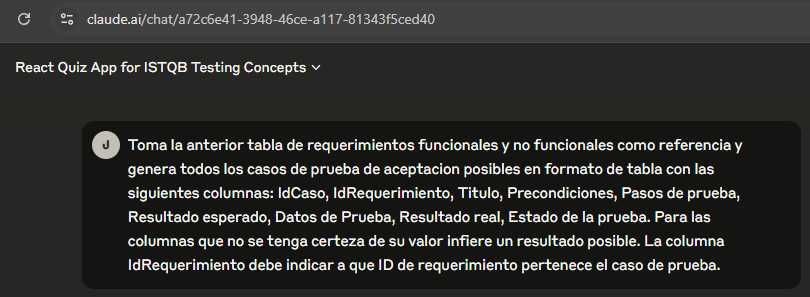 claude.ai/chat/a72c6e41-3948-46ce-a117-81343f5ced40
React Quiz App for ISTQB Testing Concepts
J
Toma la anterior tabla de requerimientos funcionales y no funcionales como referencia y
genera todos los casos de prueba de aceptacion posibles en formato de tabla con las
siguientes columnas: IdCaso, IdRequerimiento, Titulo, Precondiciones, Pasos de prueba,
Resultado esperado, Datos de Prueba, Resultado real, Estado de la prueba. Para las
columnas que no se tenga certeza de su valor infiere un resultado posible. La columna
IdRequerimiento debe indicar a que ID de requerimiento pertenece el caso de prueba.